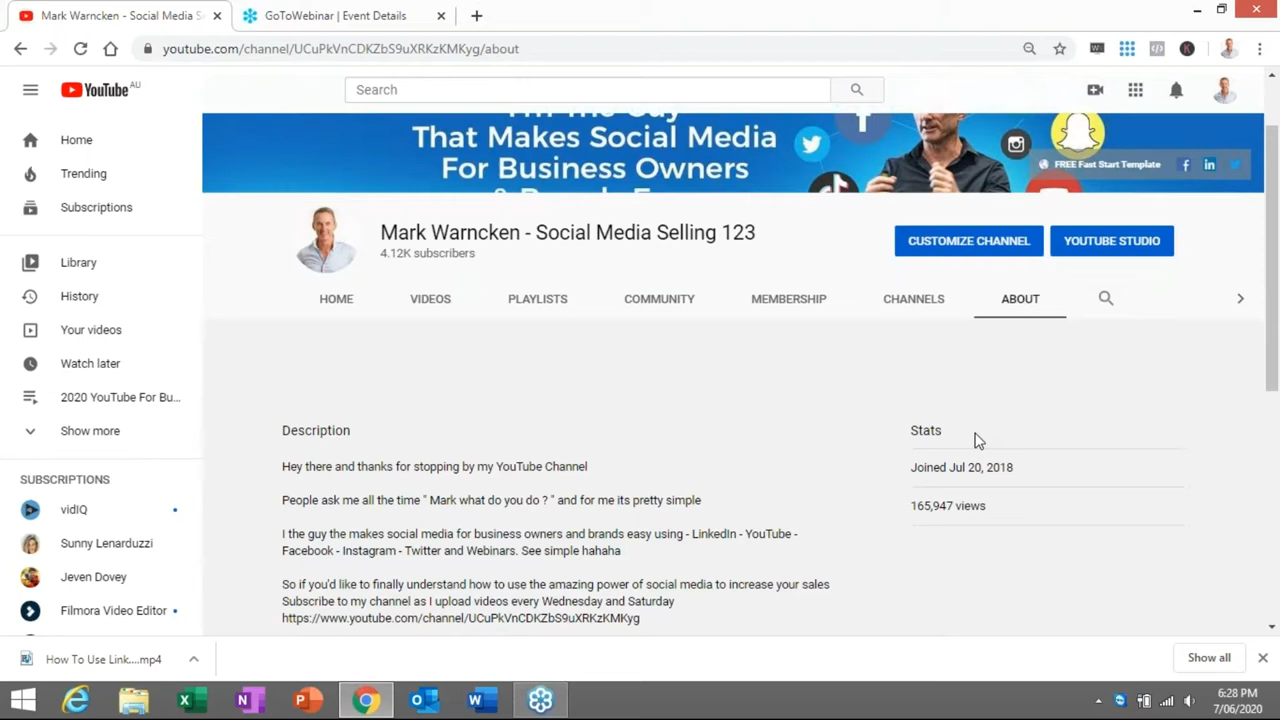 Mark Warncken - Social Media S
GoToWebinar | Event Details
youtube.com/channel/UCuPkVnCDKZbS9uXRKzKMKyg/about
YouTube AU
Search
That Makes Social Media
For Business Owners
FREE Fast Start Template
Home
Trending
Subscriptions
Library
History
Your videos
Watch later
2020 YouTube For Bu...
Show more
SUBSCRIPTIONS
vidIQ
Sunny Lenarduzzi
Jeven Dovey
Filmora Video Editor
Mark Warncken - Social Media Selling 123
4.12K subscribers
CUSTOMIZE CHANNEL
YOUTUBE STUDIO
HOME VIDEOS PLAYLISTS COMMUNITY MEMBERSHIP CHANNELS ABOUT
Description
Hey there and thanks for stopping by my YouTube Channel
People ask me all the time " Mark what do you do ? " and for me its pretty simple
I the guy the makes social media for business owners and brands easy using - LinkedIn - YouTube -
Facebook - Instagram - Twitter and Webinars. See simple hahaha
So if you'd like to finally understand how to use the amazing power of social media to increase your sales
Subscribe to my channel as I upload videos every Wednesday and Saturday
https://www.youtube.com/channel/UCuPkVnCDKZbS9uXRKzKMKyg
Stats
Joined Jul 20, 2018
165,947 views
How To Use Link....mp4
Show all
6:28 PM
7/06/2020